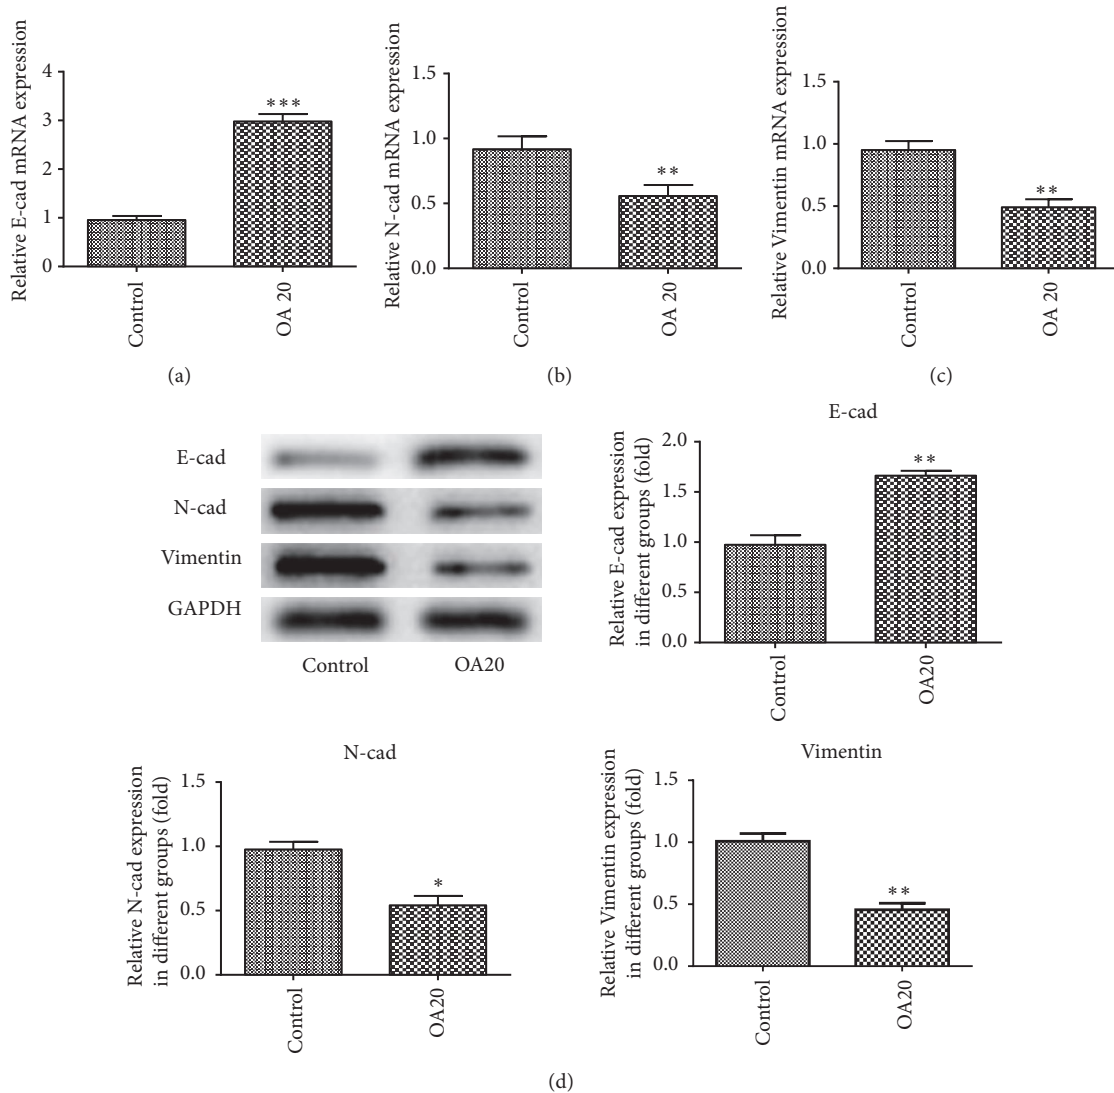 Relative E-cad mRNA expression
4
3
2
1
0
***
Control
OA 20
(a)
Relative N-cad mRNA expression
1.5
1.0
0.5
0.0
**
Control
OA 20
(b)
Relative Vimentin mRNA expression
1.5
1.0
0.5
0.0
**
Control
OA 20
(c)
E-cad
N-cad
Vimentin
GAPDH
Control OA20
E-cad
Relative E-cad expression
in different groups (fold)
2.0
1.5
1.0
0.5
0.0
**
Control
OA20
N-cad
Relative N-cad expression
in different groups (fold)
1.5
1.0
0.5
0.0
*
Control
OA20
Vimentin
Relative Vimentin expression
in different groups (fold)
1.5
1.0
0.5
0.0
**
Control
OA20
(d)